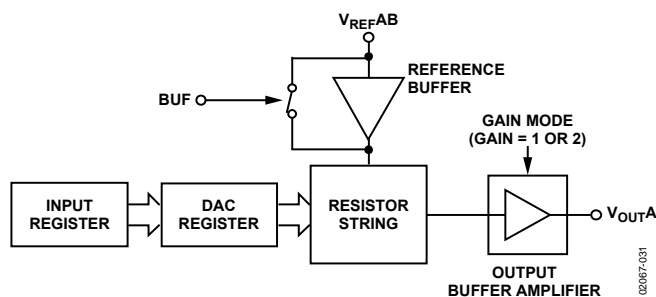 VREFAB
REFERENCE
BUFFER
BUF
GAIN MODE
(GAIN = 1 OR 2)
INPUT
REGISTER
DAC
REGISTER
RESISTOR
STRING
VOUTA
OUTPUT
BUFFER AMPLIFIER
02067-031